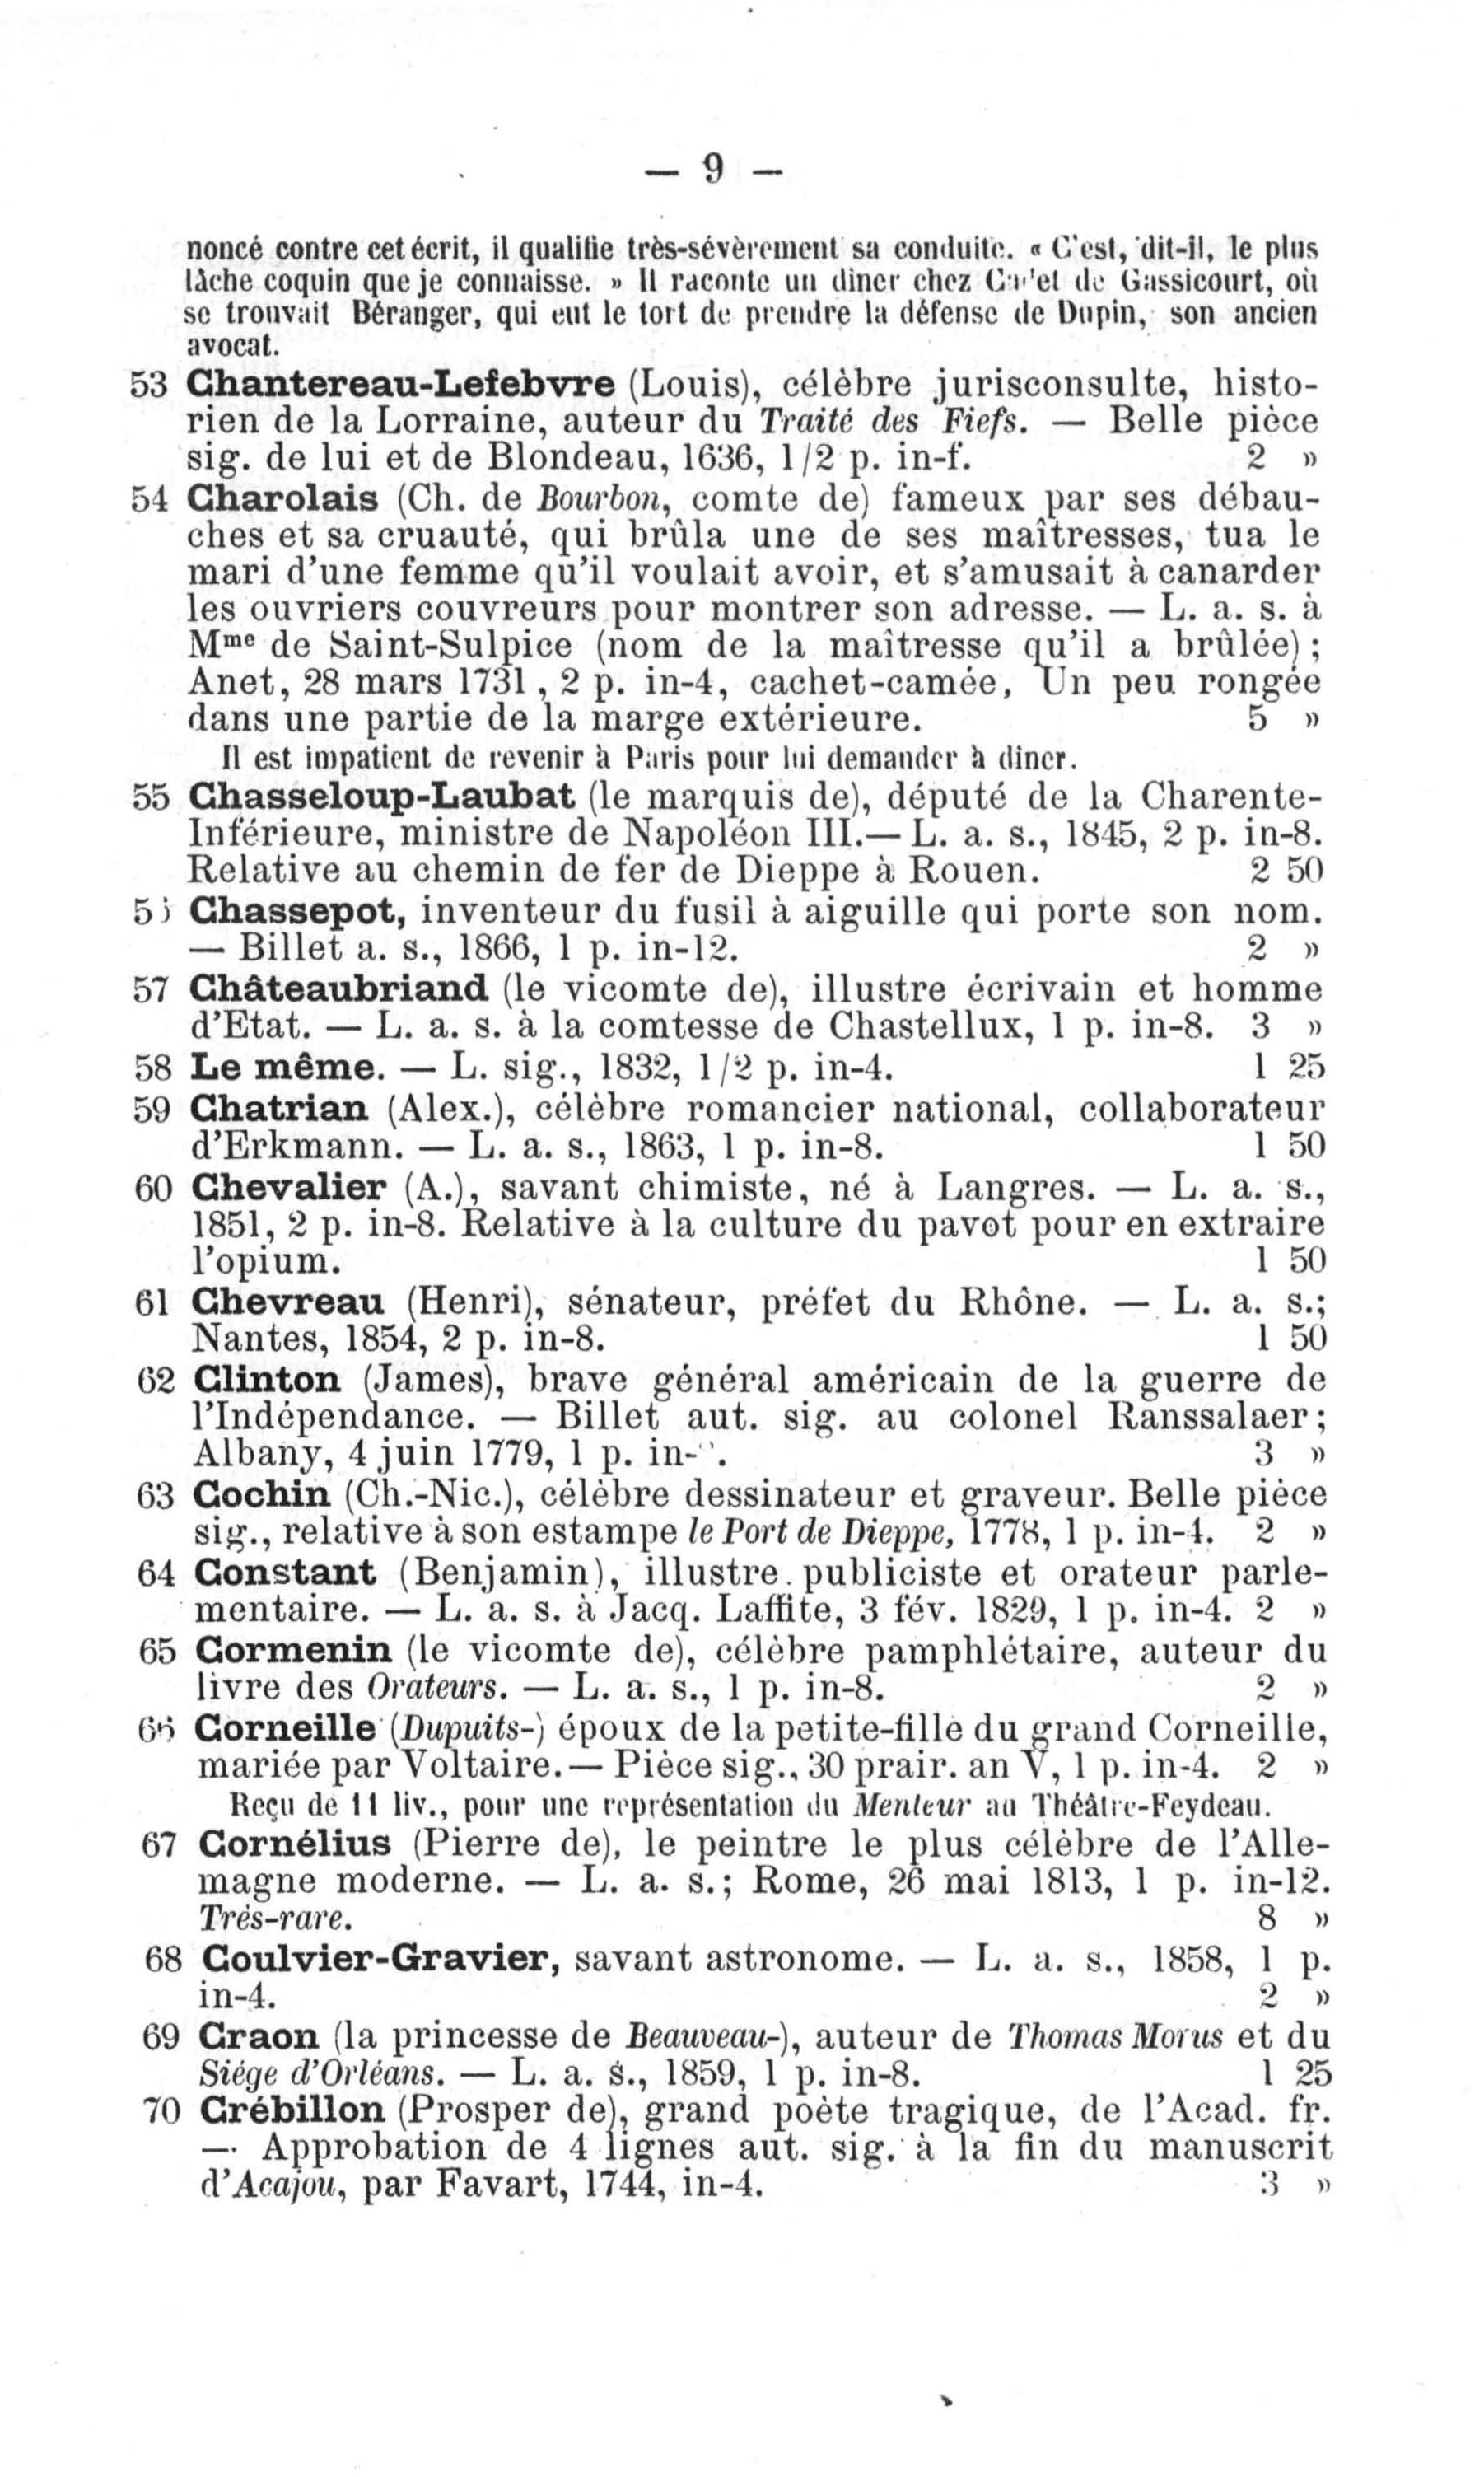 — 9 —
noncé contre cet écrit, il qualifie très-sévèrement sa conduite. « C'est, dit-il, le plus
lâche coquin que je connaisse. » Il raconte un diner chez Cadet de Gassicourt, où
se trouvait Béranger, qui eut le tort de prendre la défense de Dupin, son ancien
avocat.
53 Chantereau-Lefebvre (Louis), célèbre jurisconsulte, histo-
rien de la Lorraine, auteur du Traité des Fiefs. — Belle pièce
sig. de lui et de Blondeau, 1636, 1/2 p. in-f. 2 »
54 Charolais (Ch. de Bourbon, comte de) fameux par ses débau-
ches et sa cruauté, qui brûla une de ses maîtresses, tua le
mari d'une femme qu'il voulait avoir, et s'amusait à canarder
les ouvriers couvreurs pour montrer son adresse. — L. a. s. à
Mme de Saint-Sulpice (nom de la maîtresse qu'il a brûlée) ;
Anet, 28 mars 1731, 2 p. in-4, cachet-camée, Un peu rongée
dans une partie de la marge extérieure. 5 »
Il est impatient de revenir à Paris pour lui demander à diner.
55 Chasseloup-Laubat (le marquis de), député de la Charente-
Inférieure, ministre de Napoléon III.— L. a. s., 1845, 2 p. in-8.
Relative au chemin de fer de Dieppe à Rouen. 2 50
56 Chassepot, inventeur du fusil à aiguille qui porte son nom.
— Billet a. s., 1866, 1 p. in-12. 2 »
57 Châteaubriand (le vicomte de), illustre écrivain et homme
d'Etat. — L. a. s. à la comtesse de Chastellux, 1 p. in-8. 3 »
58 Le même. — L. sig., 1832, 1/2 p. in-4. 1 25
59 Chatrian (Alex.), célèbre romancier national, collaborateur
d'Erkmann. — L. a. s., 1863, 1 p. in-8. 1 50
60 Chevalier (A.), savant chimiste, né à Langres. — L. a. s.,
1851, 2 p. in-8. Relative à la culture du pavot pour en extraire
l'opium. 1 50
61 Chevreau (Henri), sénateur, préfet du Rhône. — L. a. s.;
Nantes, 1854, 2 p. in-8. 1 50
62 Clinton (James), brave général américain de la guerre de
l'Indépendance. — Billet aut. sig. au colonel Ranssalaer;
Albany, 4 juin 1779, 1 p. 3 »
63 Cochin (Ch.-Nic.), célèbre dessinateur et graveur. Belle pièce
sig., relative à son estampe le Port de Dieppe, 1778, 1 p. in-4. 2 »
64 Constant (Benjamin), illustre publiciste et orateur parle-
mentaire. — L. a. s. à Jacq. Laffite, 3 fév. 1829, 1 p. in-4. 2 »
65 Cormenin (le vicomte de), célèbre pamphlétaire, auteur du
livre des Orateurs. — L. a. s., 1 p. in-8. 2 »
66 Corneille (Dupuits-) époux de la petite-fille du grand Corneille,
mariée par Voltaire.— Pièce sig., 30 prair. an V, 1 p. in-4. 2 »
Reçu de 11 liv., pour une représentation du Menteur au Théâtre-Feydeau.
67 Cornélius (Pierre de), le peintre le plus célèbre de l'Alle-
magne moderne. — L. a. s.; Rome, 26 mai 1813, 1 p. in-12.
Très-rare. 8 »
68 Coulvier-Gravier, savant astronome. — L. a. s., 1858, 1 p.
in-4. 2 »
69 Craon (la princesse de Beauveau-), auteur de Thomas Morus et du
Siége d'Orléans. — L. a. s., 1859, 1 p. in-8. 1 25
70 Crébillon (Prosper de), grand poète tragique, de l'Acad. fr.
— Approbation de 4 lignes aut. sig. à la fin du manuscrit
d'Acajou, par Favart, 1744, in-4. 3 »